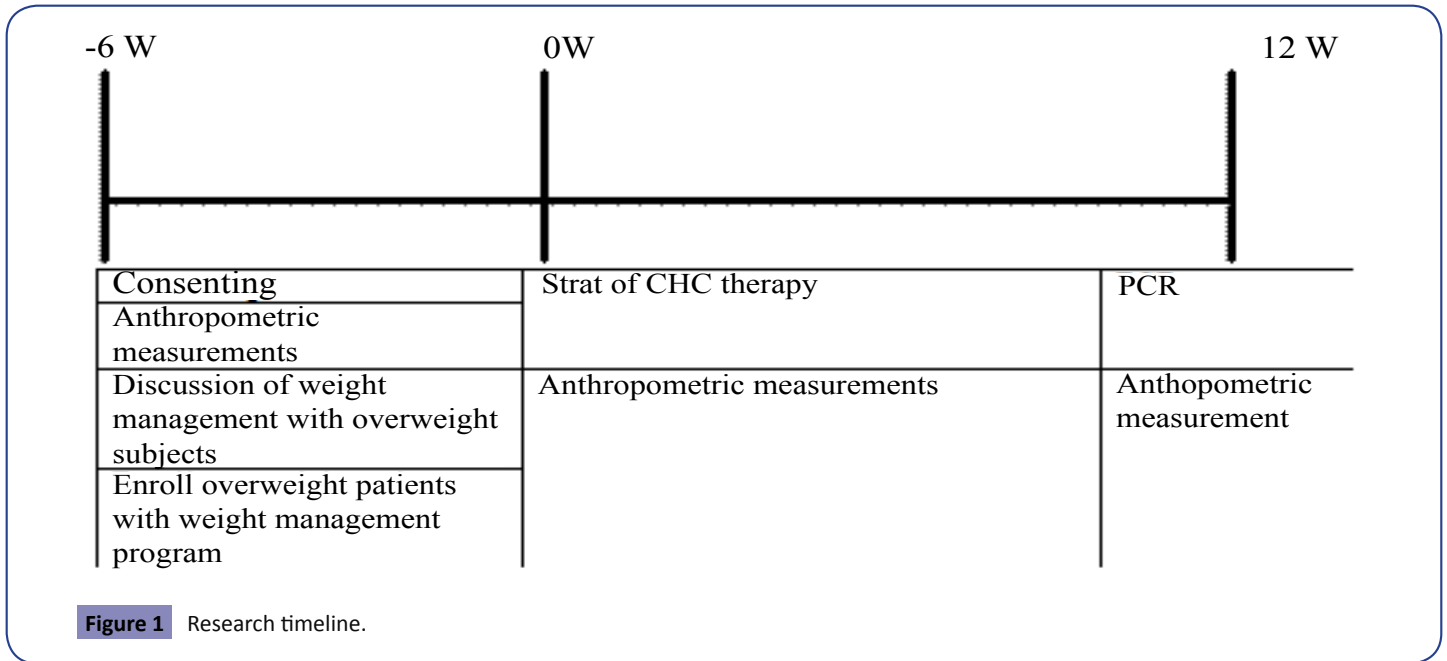 -6 W
0W
12 W
Consenting
Anthropometric
measurements
Discussion of weight
management with overweight
subjects
Enroll overweight patients
with weight management
program
Strat of CHC therapy
Anthropometric measurements
PCR
Anthopometric
measurement
Figure 1 Research timeline.